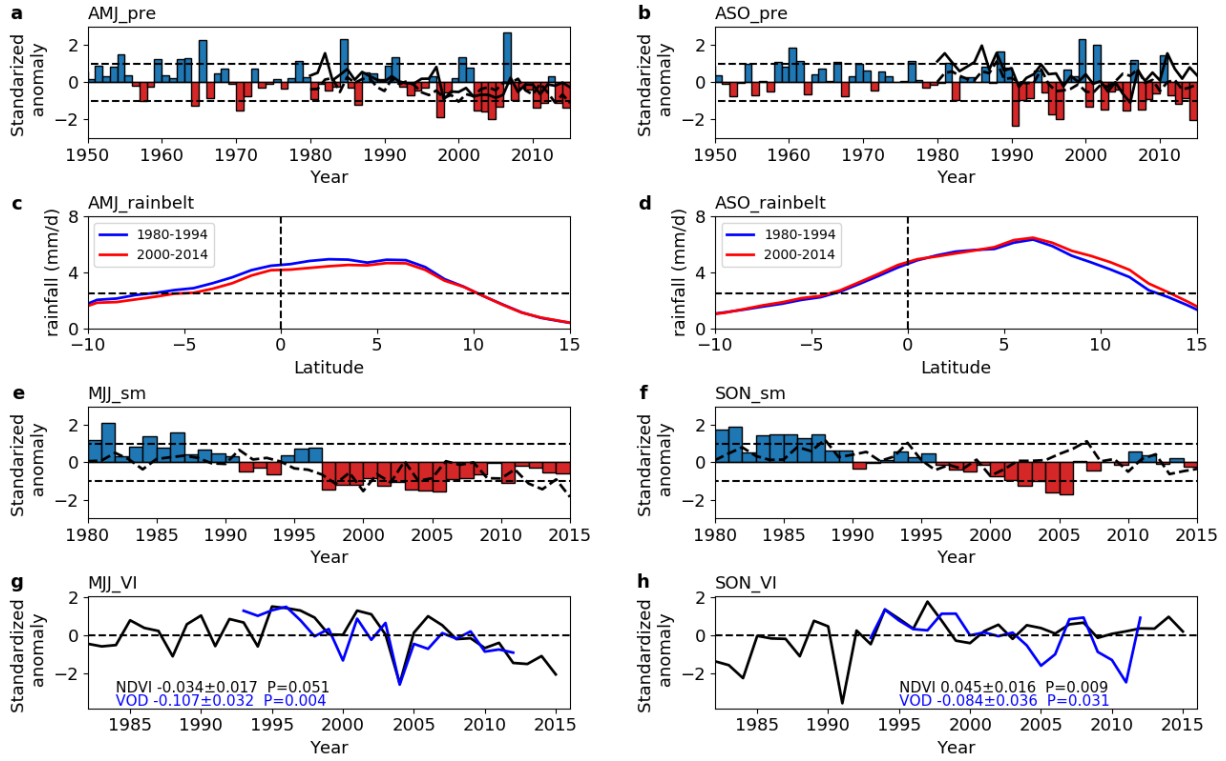 a AMJ_pre
Standarized
anomaly
2
0
−2
1950 1960 1970 1980 1990 2000 2010
Year
b ASO_pre
Standarized
anomaly
2
0
−2
1950 1960 1970 1980 1990 2000 2010
Year
c AMJ_rainbelt
rainfall (mm/d)
8
4
0
1980-1994
2000-2014
−10 −5 0 5 10 15
Latitude
d ASO_rainbelt
rainfall (mm/d)
8
4
0
1980-1994
2000-2014
−10 −5 0 5 10 15
Latitude
e MJJ_sm
Standarized
anomaly
2
0
−2
1980 1985 1990 1995 2000 2005 2010 2015
Year
f SON_sm
Standarized
anomaly
2
0
−2
1980 1985 1990 1995 2000 2005 2010 2015
Year
g MJJ_VI
Standarized
anomaly
2
0
−2
NDVI -0.034±0.017 P=0.051
VOD -0.107±0.032 P=0.004
1985 1990 1995 2000 2005 2010 2015
Year
h SON_VI
Standarized
anomaly
2
0
−2
NDVI 0.045±0.016 P=0.009
VOD -0.084±0.036 P=0.031
1985 1990 1995 2000 2005 2010 2015
Year